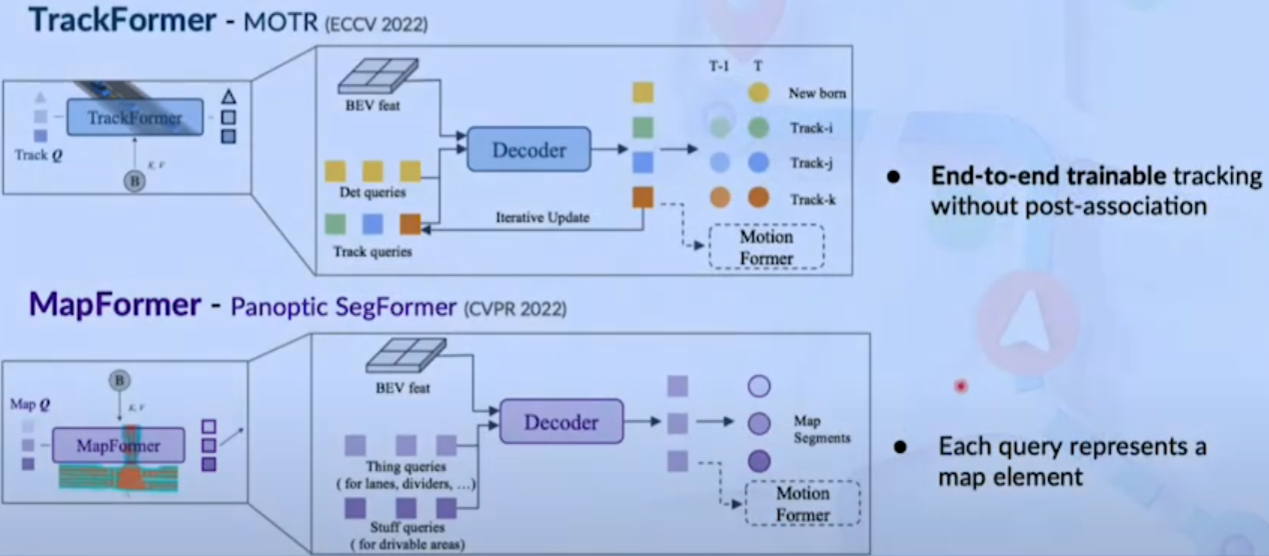 TrackFormer - MOTR (ECCV 2022)
T-1 T
BEV feat
New born
TrackFormer
Track-i
Decoder
Track-j
Track Q
K, V
B
Det queries
Track-k
Iterative Update
Track queries
Motion
Former
End-to-end trainable tracking
without post-association
MapFormer - Panoptic SegFormer (CVPR 2022)
B
BEV feat
Map Q
K, V
Decoder
Map
Segments
MapFormer
Thing queries
( for lanes, dividers, ...)
Motion
Former
Stuff queries
( for drivable areas)
Each query represents a
map element